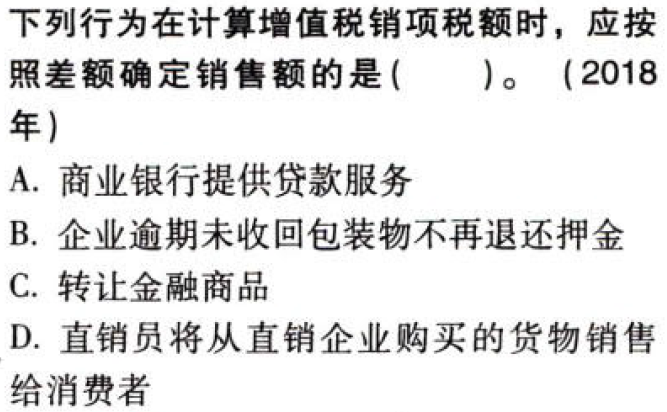 下列行为在计算增值税销项税额时，应按
照差额确定销售额的是(　　)。（2018
年）
A. 商业银行提供贷款服务
B. 企业逾期未收回包装物不再退还押金
C. 转让金融商品
D. 直销员将从直销企业购买的货物销售
给消费者